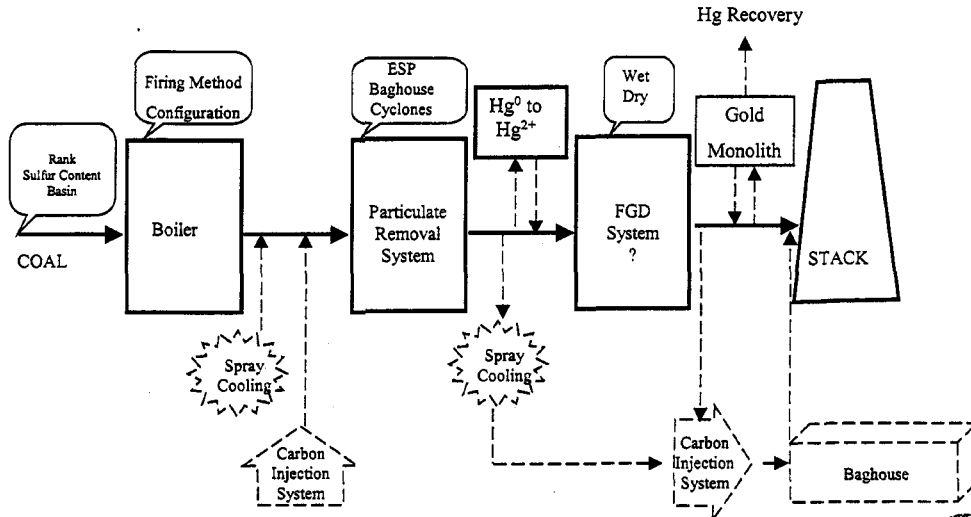 Hg Recovery
Firing Method
Configuration
ESP
Baghouse
Cyclones
Hg⁰ to
Hg²⁺
Wet
Dry
Gold
Monolith
Rank
Sulfur Content
Basin
Boiler
Particulate
Removal
System
FGD
System
?
COAL
STACK
Spray
Cooling
Spray
Cooling
Carbon
Injection
System
Carbon
Injection
System
Baghouse